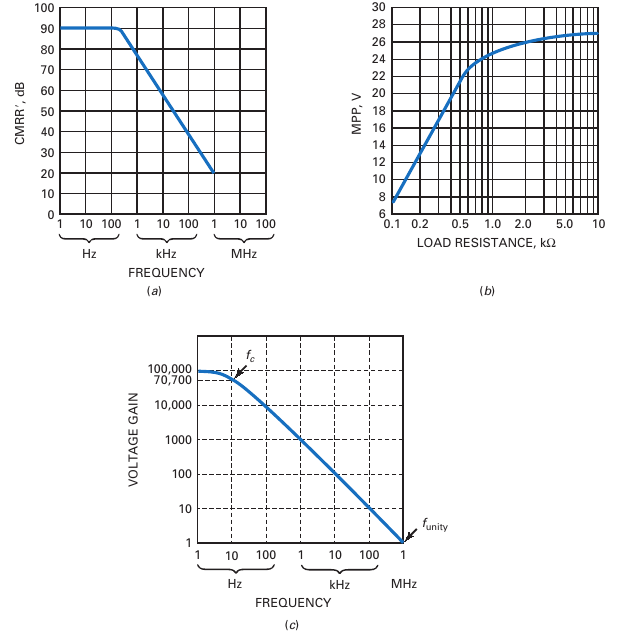 100
90
80
70
60
50
40
30
20
10
0
CMRR', dB
1 10 100 1 10 100 1 10 100
Hz kHz MHz
FREQUENCY
(a)
30
28
26
24
22
20
18
16
14
12
10
8
6
MPP, V
0.1 0.2 0.5 1.0 2.0 5.0 10
LOAD RESISTANCE, kΩ
(b)
100,000
70,700
10,000
1000
100
10
1
VOLTAGE GAIN
fc
funity
1 10 100 1 10 100 1
Hz kHz MHz
FREQUENCY
(c)